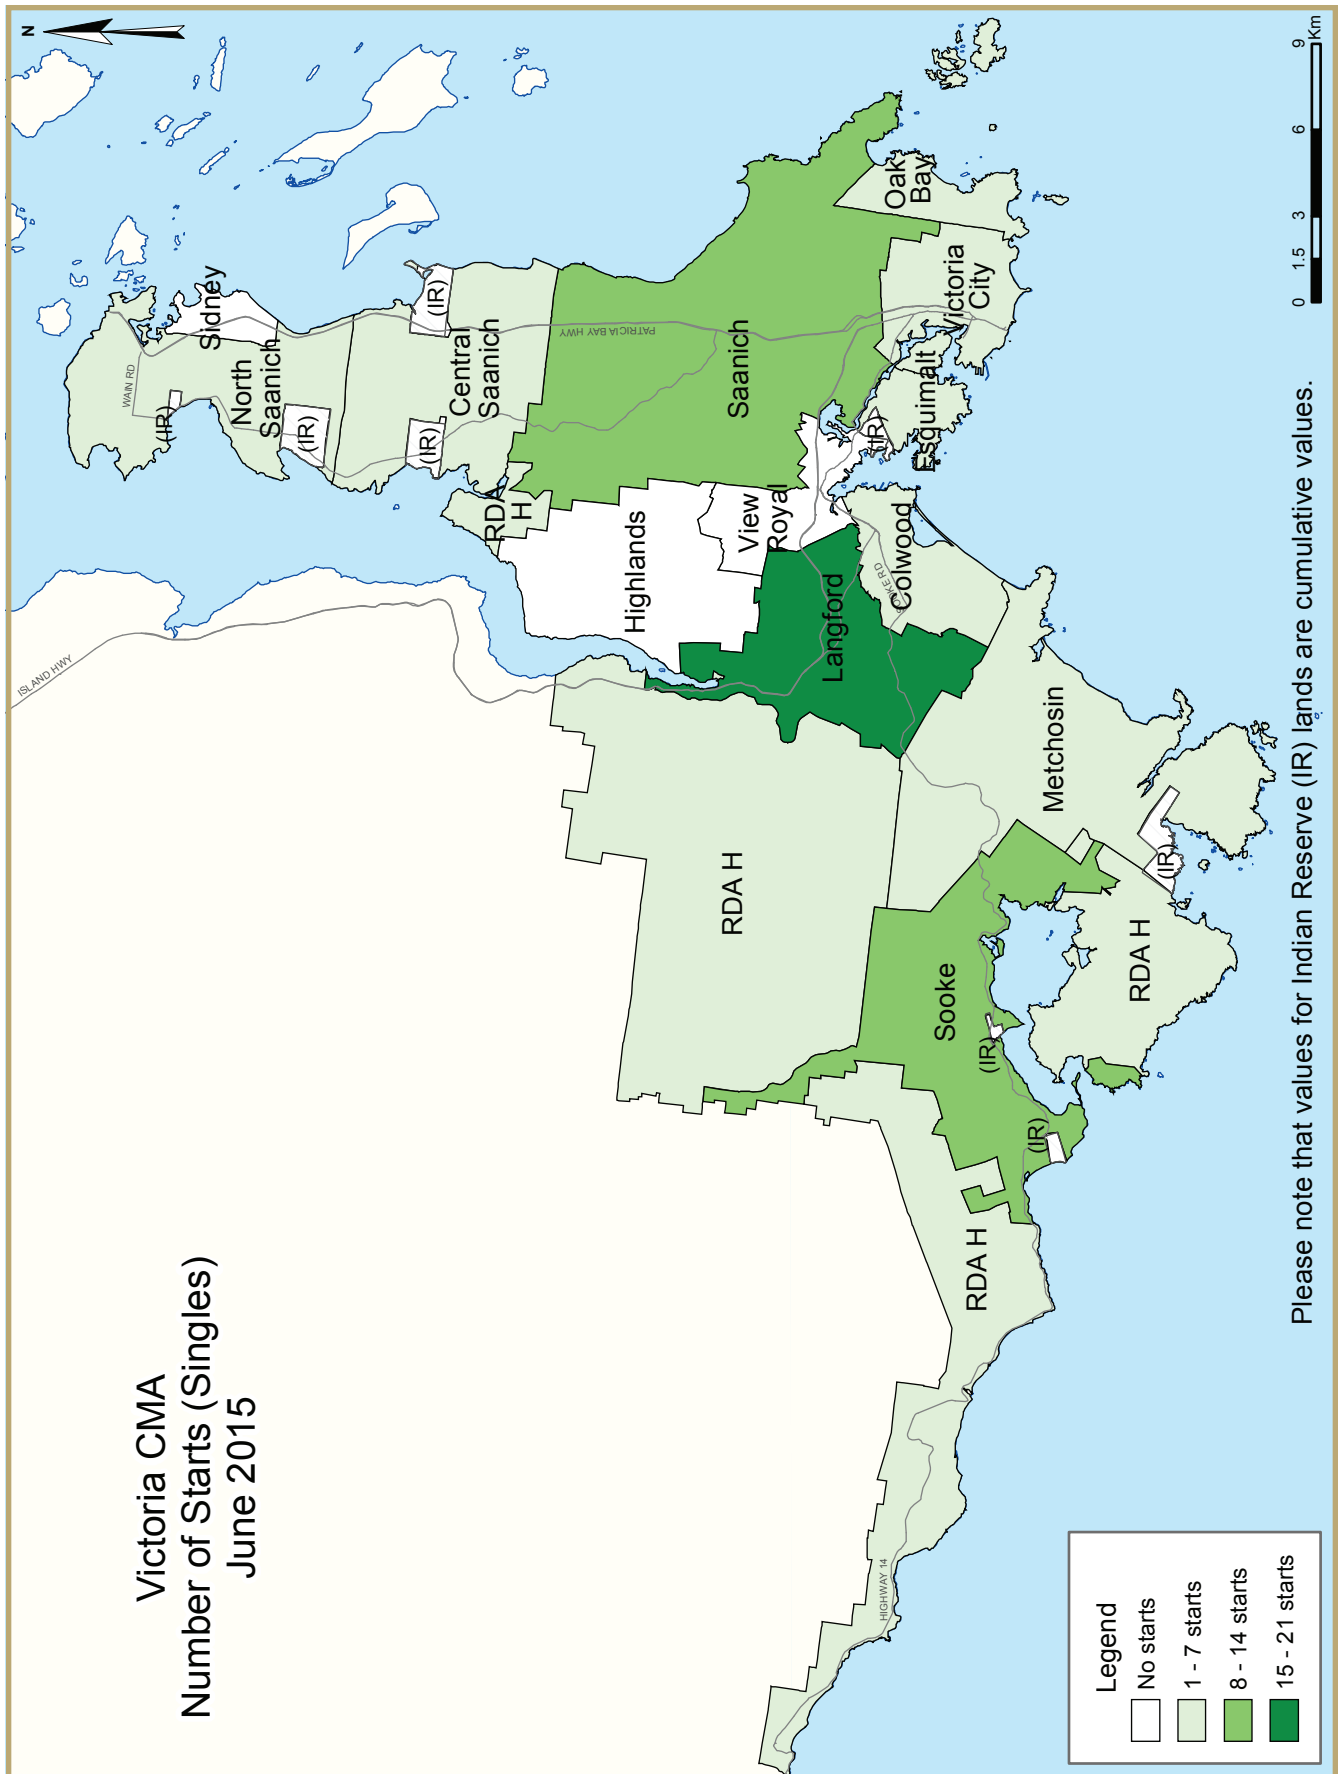 Victoria CMA
Number of Starts (Singles)
June 2015
N
ISLAND HWY
WAIN RD
(IR)
Sidney
North
Saanich
(IR)
(IR)
(IR)
Central
Saanich
RDA
H
PATRICIA BAY HWY
Saanich
Highlands
View
Royal
Oak
Bay
Victoria
City
Esquimalt
(IR)
Langford
Colwood
Metchosin
RDA H
Sooke
(IR)
(IR)
(IR)
RDA H
RDA H
HIGHWAY 14
Legend
No starts
1 - 7 starts
8 - 14 starts
15 - 21 starts
0 1.5 3 6 9
Km
Please note that values for Indian Reserve (IR) lands are cumulative values.